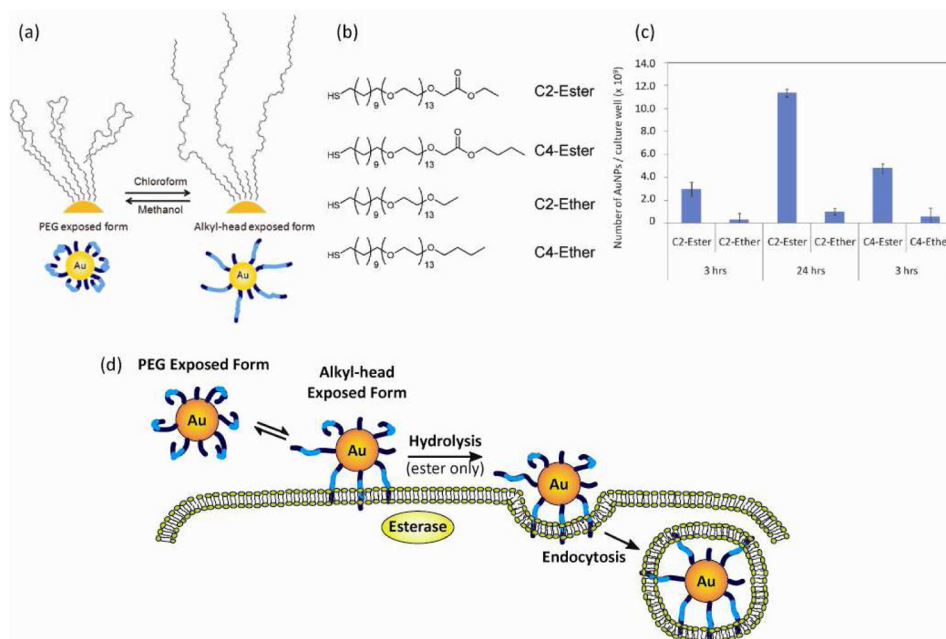 (a)
Chloroform
Methanol
PEG exposed form
Alkyl-head exposed form
Au
Au
(b)
HS
9
O
13
O
O
O
C2-Ester
HS
9
O
13
O
O
O
C4-Ester
HS
9
O
13
O
C2-Ether
HS
9
O
13
O
C4-Ether
(c)
Number of AuNPs / culture well (x 10⁹)
14.0
12.0
10.0
8.0
6.0
4.0
2.0
0
C2-Ester C2-Ether C2-Ester C2-Ether C4-Ester C4-Ether
3 hrs 24 hrs 3 hrs
(d)
PEG Exposed Form
Alkyl-head
Exposed Form
Au
Au
Hydrolysis
(ester only)
Au
Esterase
Endocytosis
Au